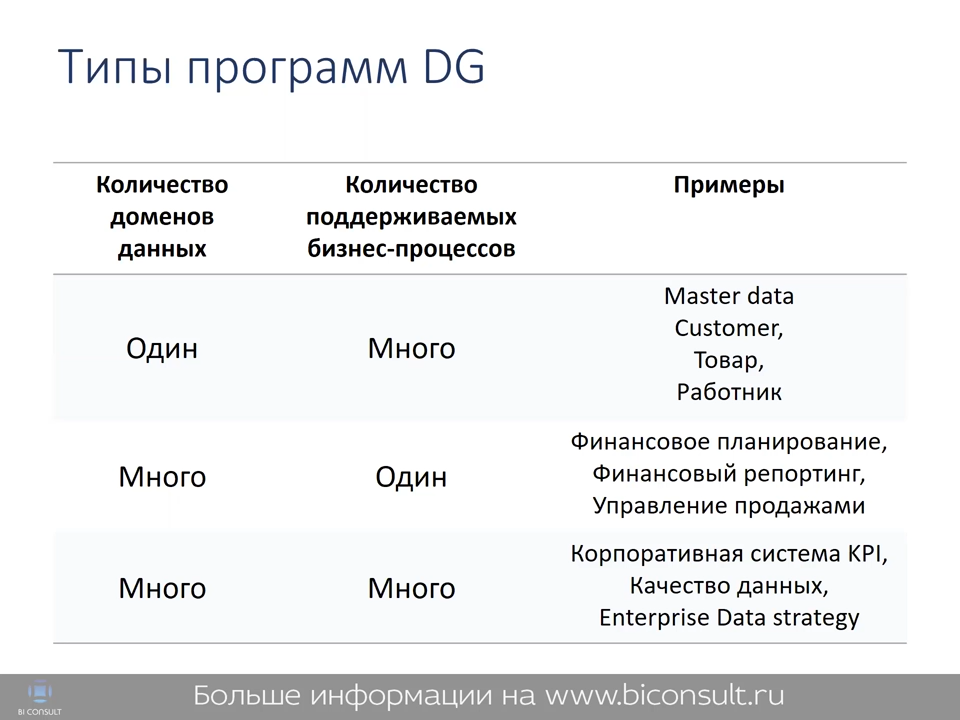 Типы программ DG
Количество
доменов
данных
Количество
поддерживаемых
бизнес-процессов
Примеры
Один
Много
Master data
Customer,
Товар,
Работник
Много
Один
Финансовое планирование,
Финансовый репортинг,
Управление продажами
Много
Много
Корпоративная система KPI,
Качество данных,
Enterprise Data strategy
BI CONSULT
Больше информации на www.biconsult.ru